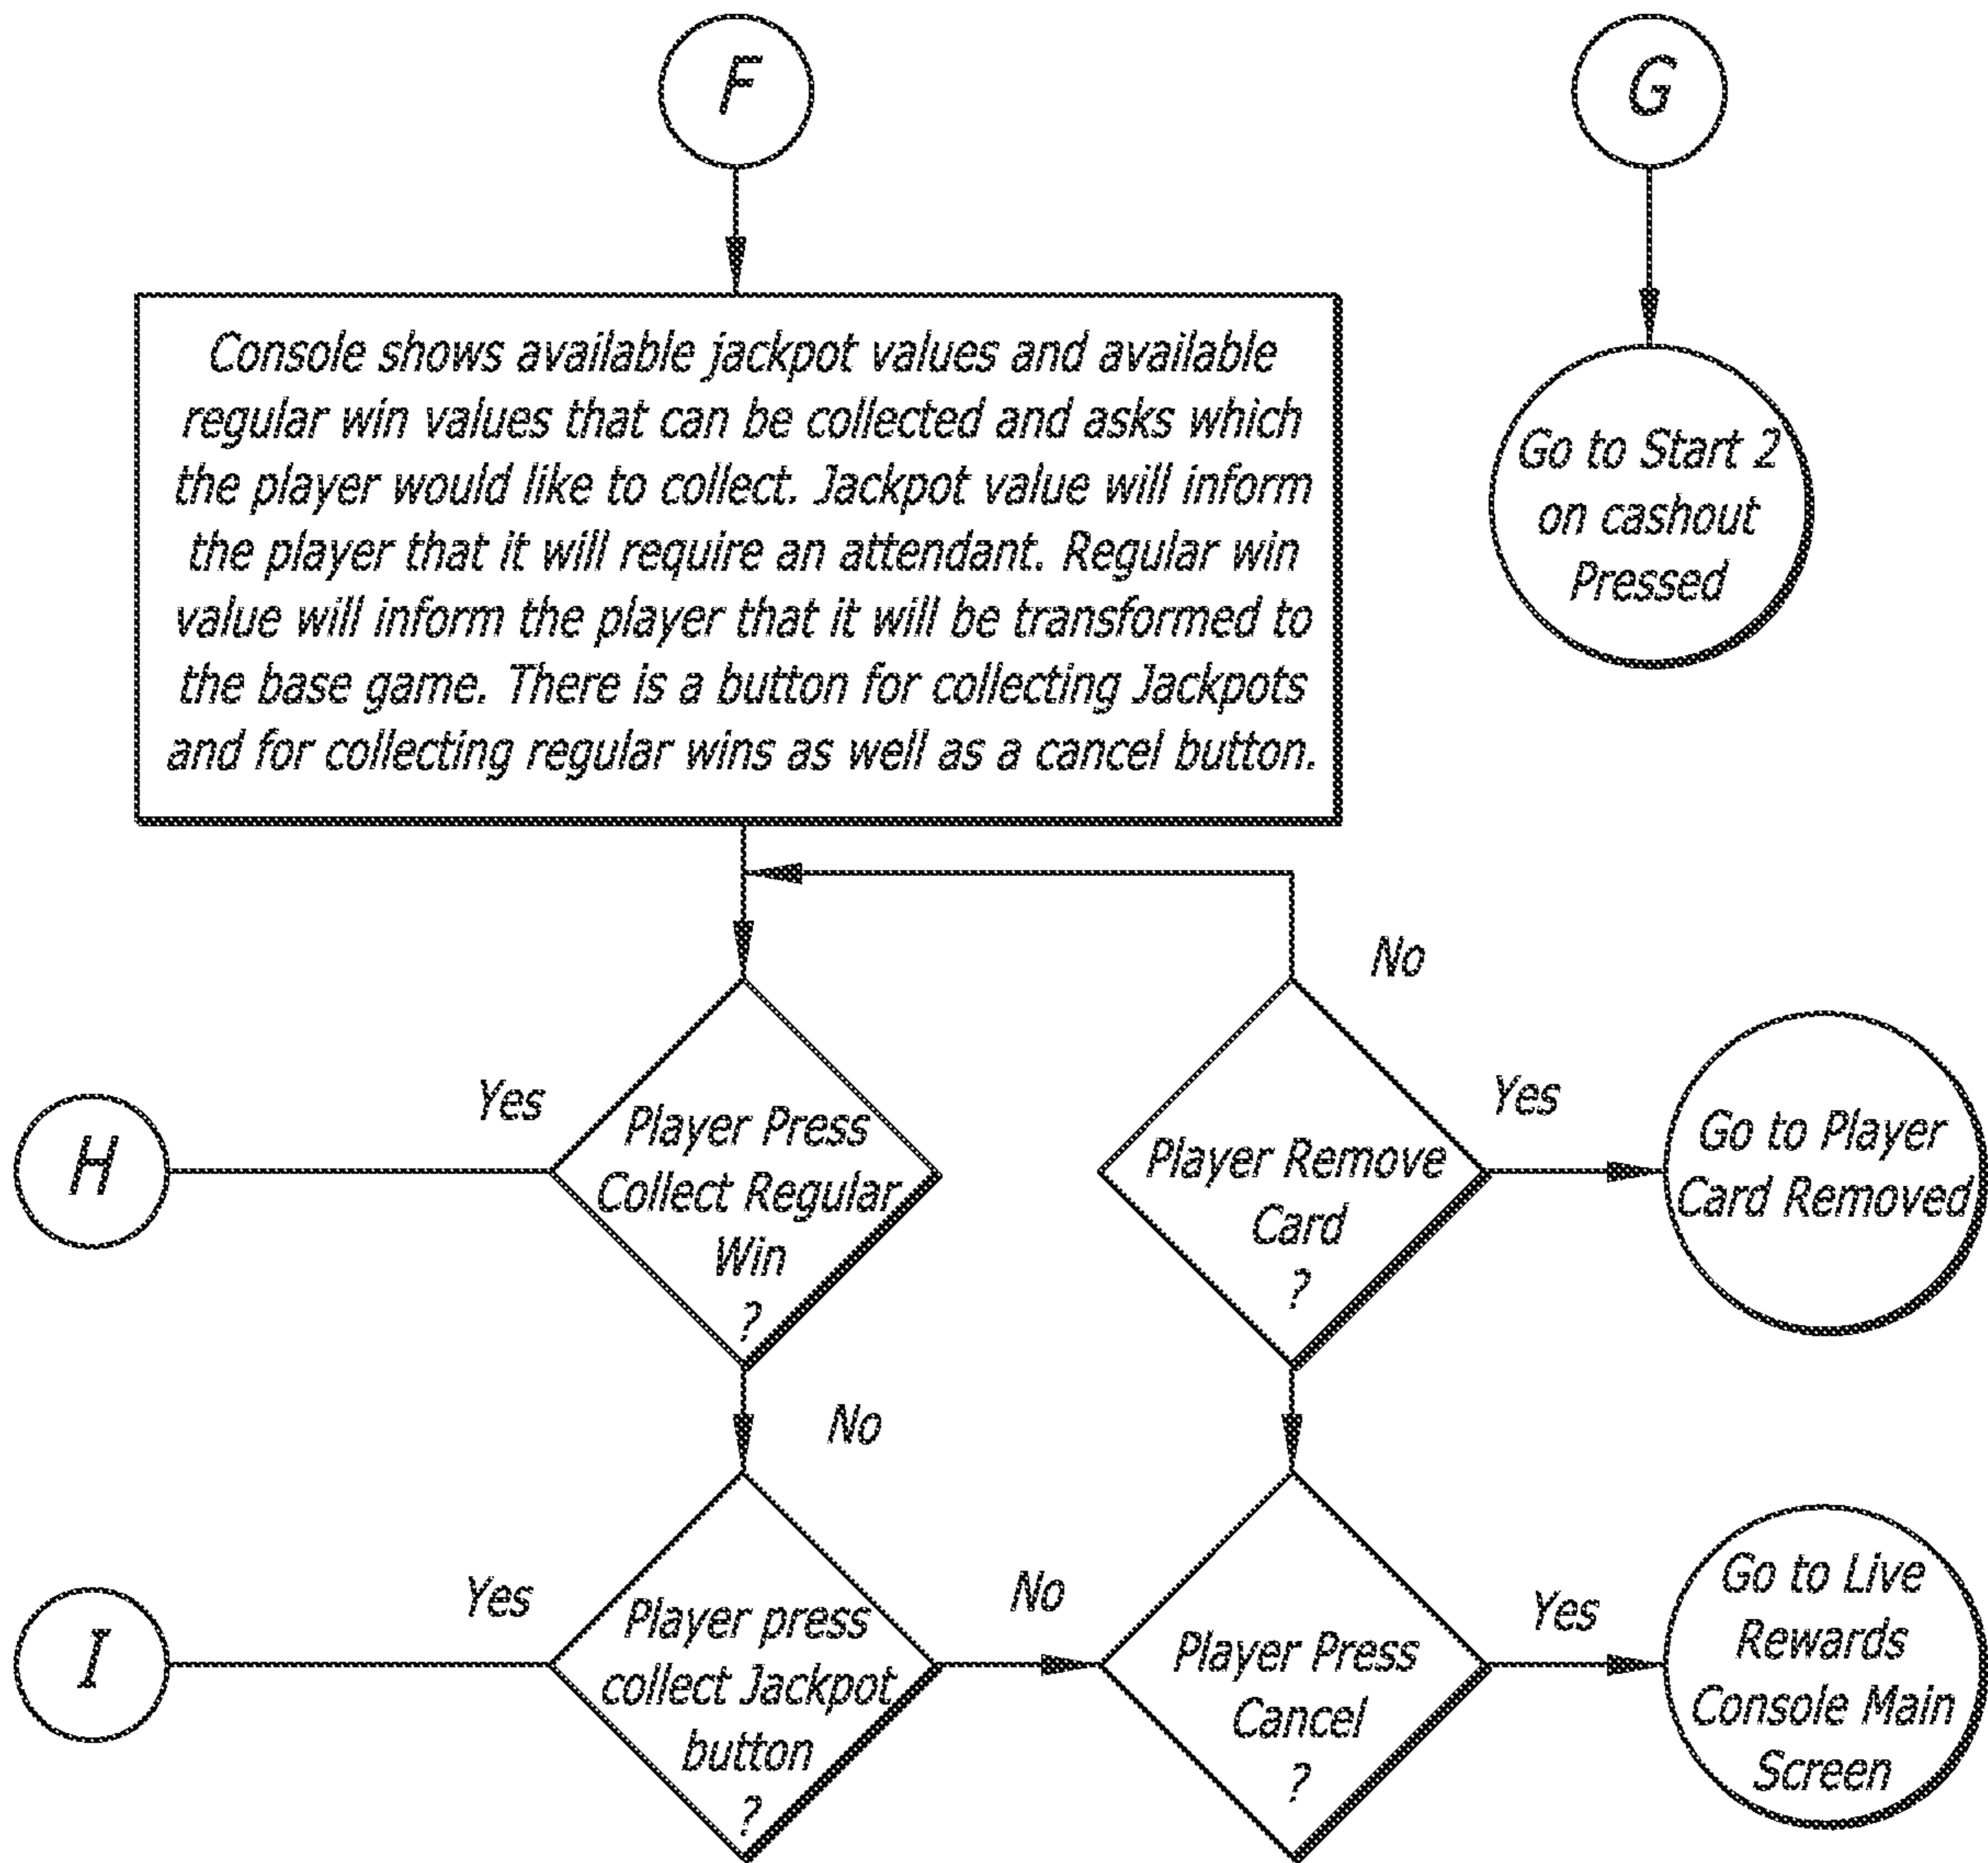 F
G
Console shows available jackpot values and available
regular win values that can be collected and asks which
the player would like to collect. Jackpot value will inform
the player that it will require an attendant. Regular win
value will inform the player that it will be transformed to
the base game. There is a button for collecting Jackpots
and for collecting regular wins as well as a cancel button.
Go to Start 2
on cashout
Pressed
No
H
Yes
Player Press
Collect Regular
Win
?
Player Remove
Card
?
Yes
Go to Player
Card Removed
No
I
Yes
Player press
collect Jackpot
button
?
No
Player Press
Cancel
?
Yes
Go to Live
Rewards
Console Main
Screen